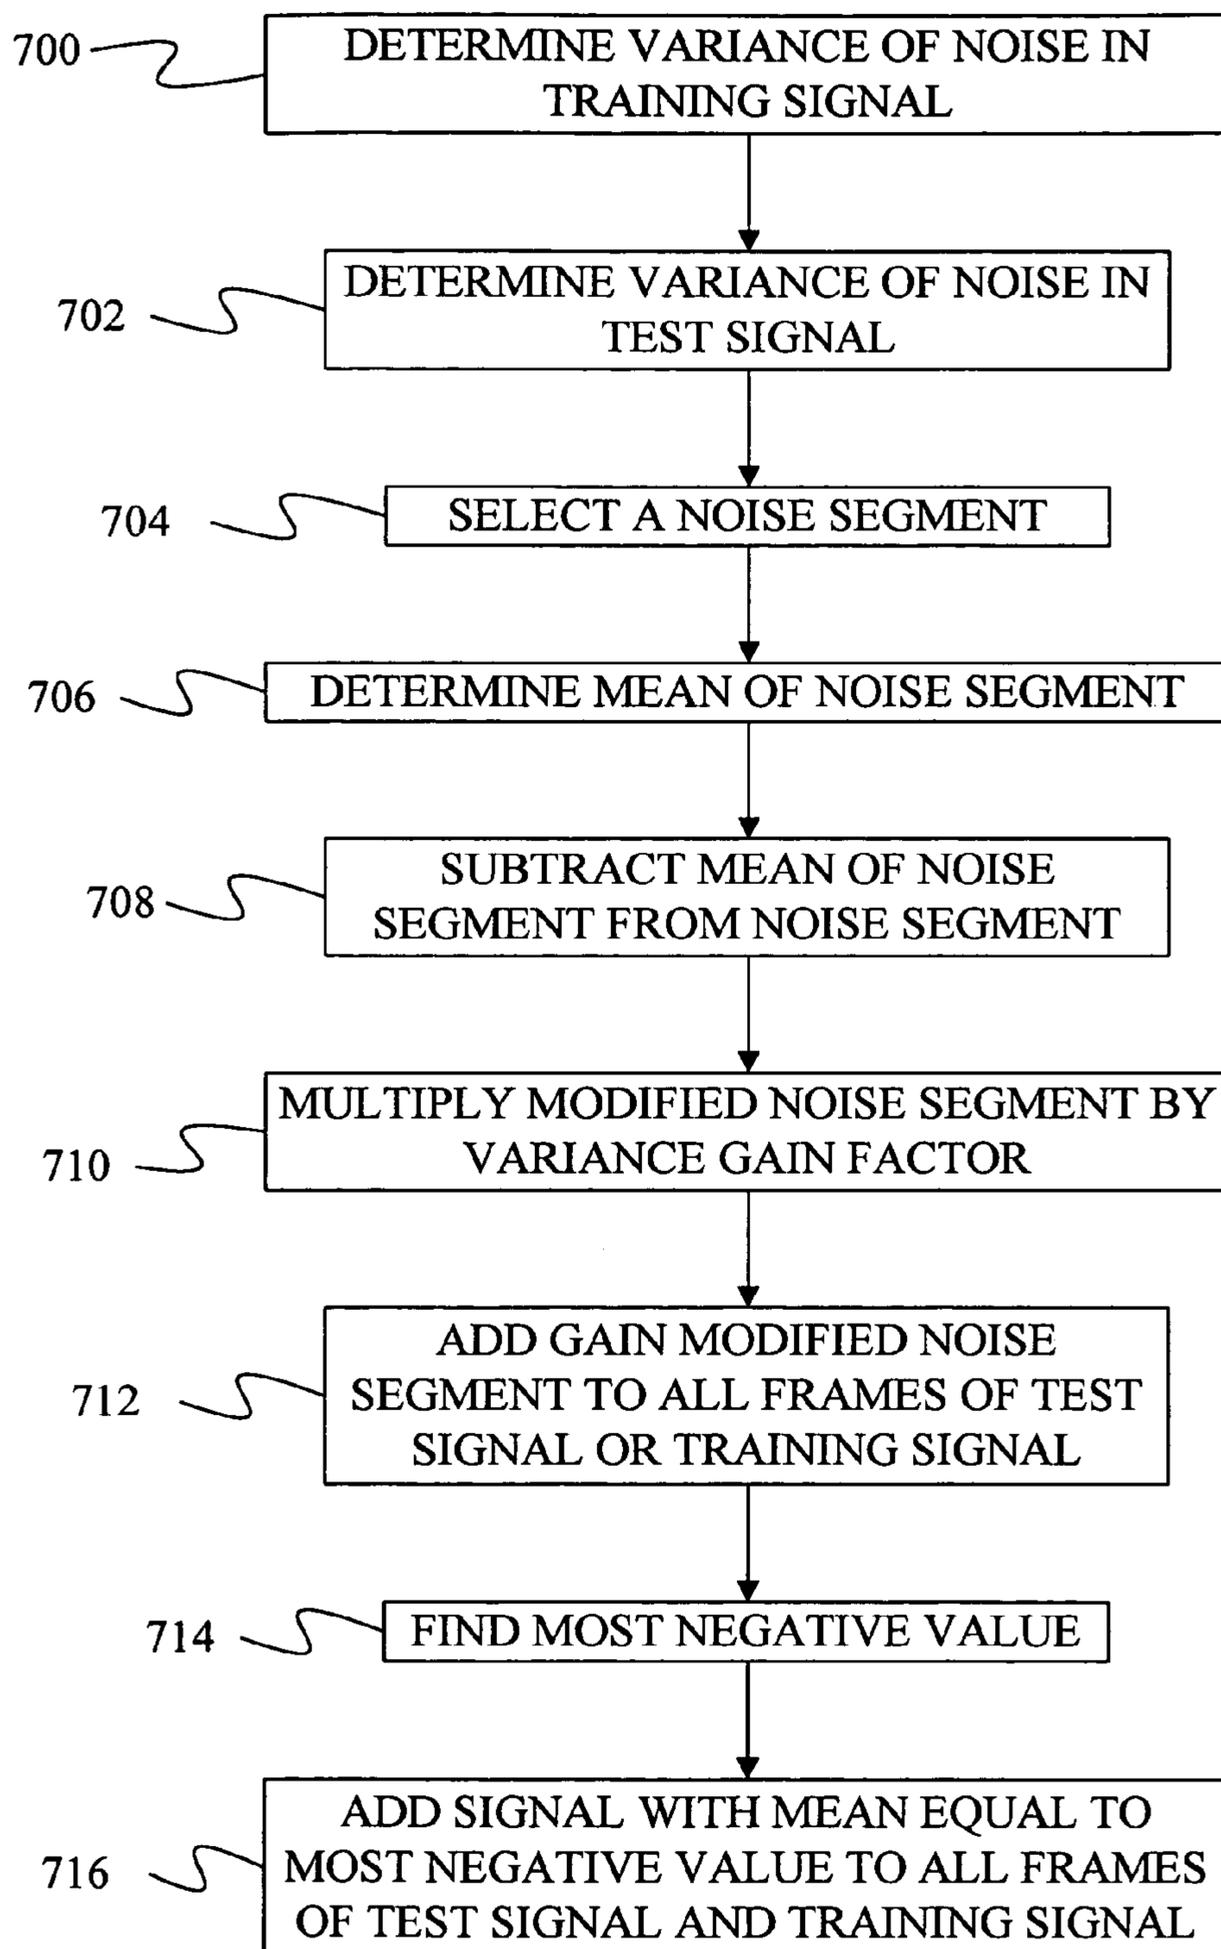 700
DETERMINE VARIANCE OF NOISE IN
TRAINING SIGNAL
702
DETERMINE VARIANCE OF NOISE IN
TEST SIGNAL
704
SELECT A NOISE SEGMENT
706
DETERMINE MEAN OF NOISE SEGMENT
708
SUBTRACT MEAN OF NOISE
SEGMENT FROM NOISE SEGMENT
710
MULTIPLY MODIFIED NOISE SEGMENT BY
VARIANCE GAIN FACTOR
712
ADD GAIN MODIFIED NOISE
SEGMENT TO ALL FRAMES OF TEST
SIGNAL OR TRAINING SIGNAL
714
FIND MOST NEGATIVE VALUE
716
ADD SIGNAL WITH MEAN EQUAL TO
MOST NEGATIVE VALUE TO ALL FRAMES
OF TEST SIGNAL AND TRAINING SIGNAL